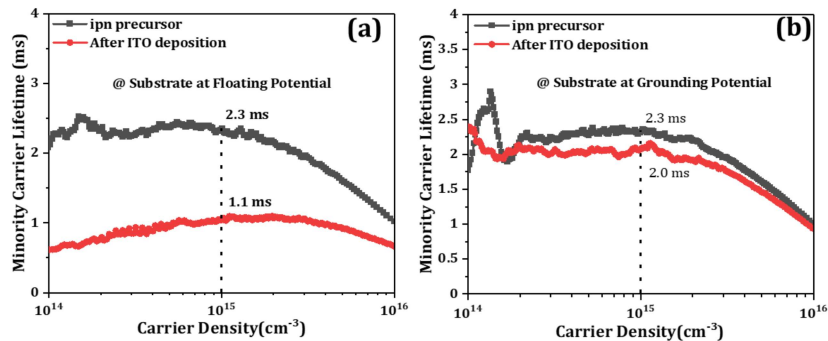 ipn precursor
After ITO deposition
(a)
@ Substrate at Floating Potential
2.3 ms
1.1 ms
Minority Carrier Lifetime (ms)
4
3
2
1
0
10^14
10^15
10^16
Carrier Density(cm^-3)
ipn precursor
After ITO deposition
(b)
@ Substrate at Grounding Potential
2.3 ms
2.0 ms
Minority Carrier Lifetime (ms)
4.0
3.5
3.0
2.5
2.0
1.5
1.0
0.5
0
10^14
10^15
10^16
Carrier Density(cm^-3)